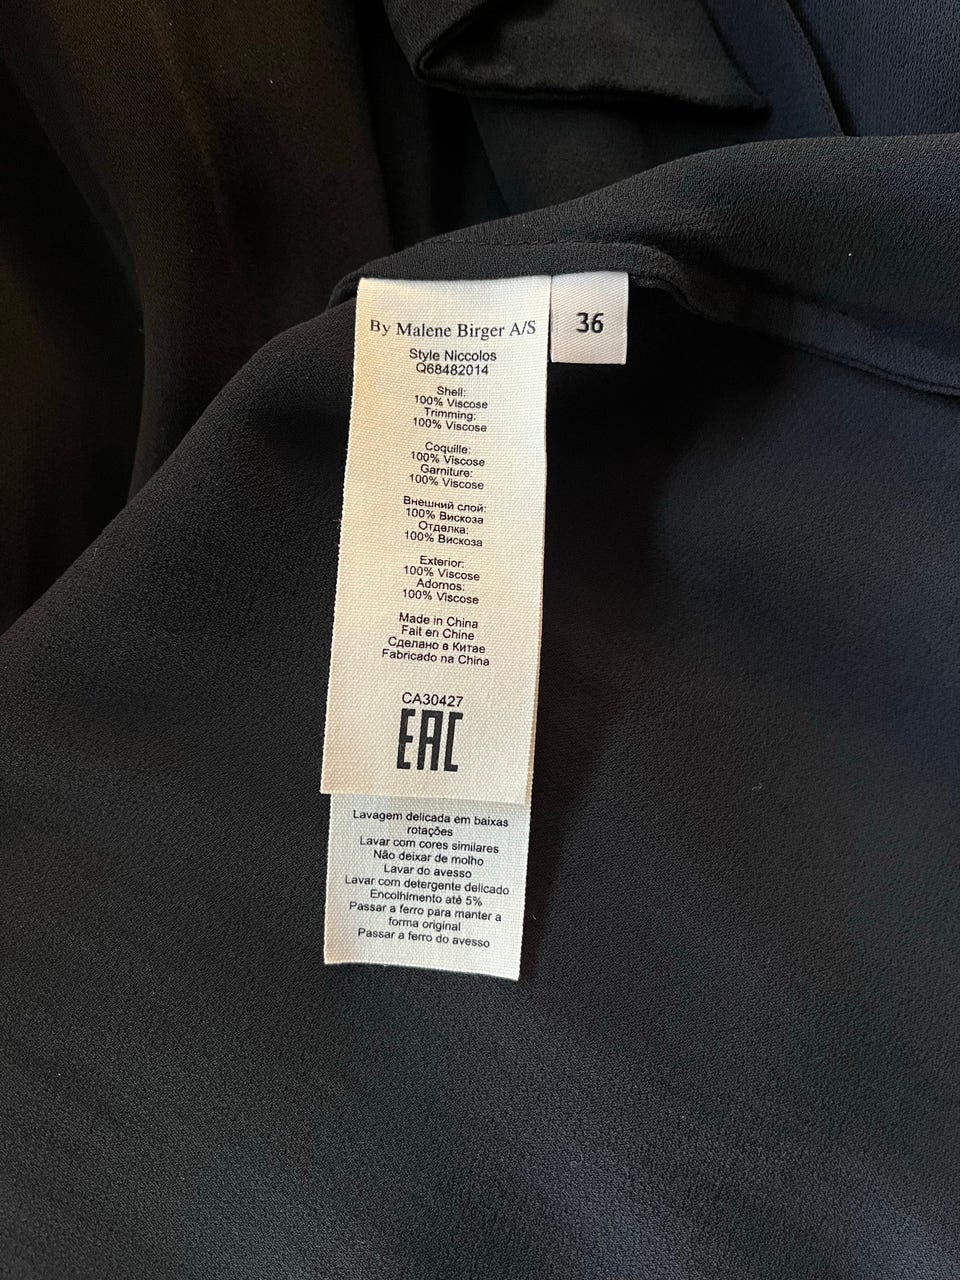 By Malene Birger A/S
36
Style Niccolos
Q68482014
Shell:
100% Viscose
Trimming:
100% Viscose
Coquille:
100% Viscose
Garniture:
100% Viscose
Внешний слой:
100% Вискоза
Отделка:
100% Вискоза
Exterior:
100% Viscose
Adornos:
100% Viscose
Made in China
Fait en Chine
Сделано в Китае
Fabricado na China
CA30427
EAC
Lavagem delicada em baixas
rotações
Lavar com cores similares
Não deixar de molho
Lavar do avesso
Lavar com detergente delicado
Encolhimento até 5%
Passar a ferro para manter a
forma original
Passar a ferro do avesso